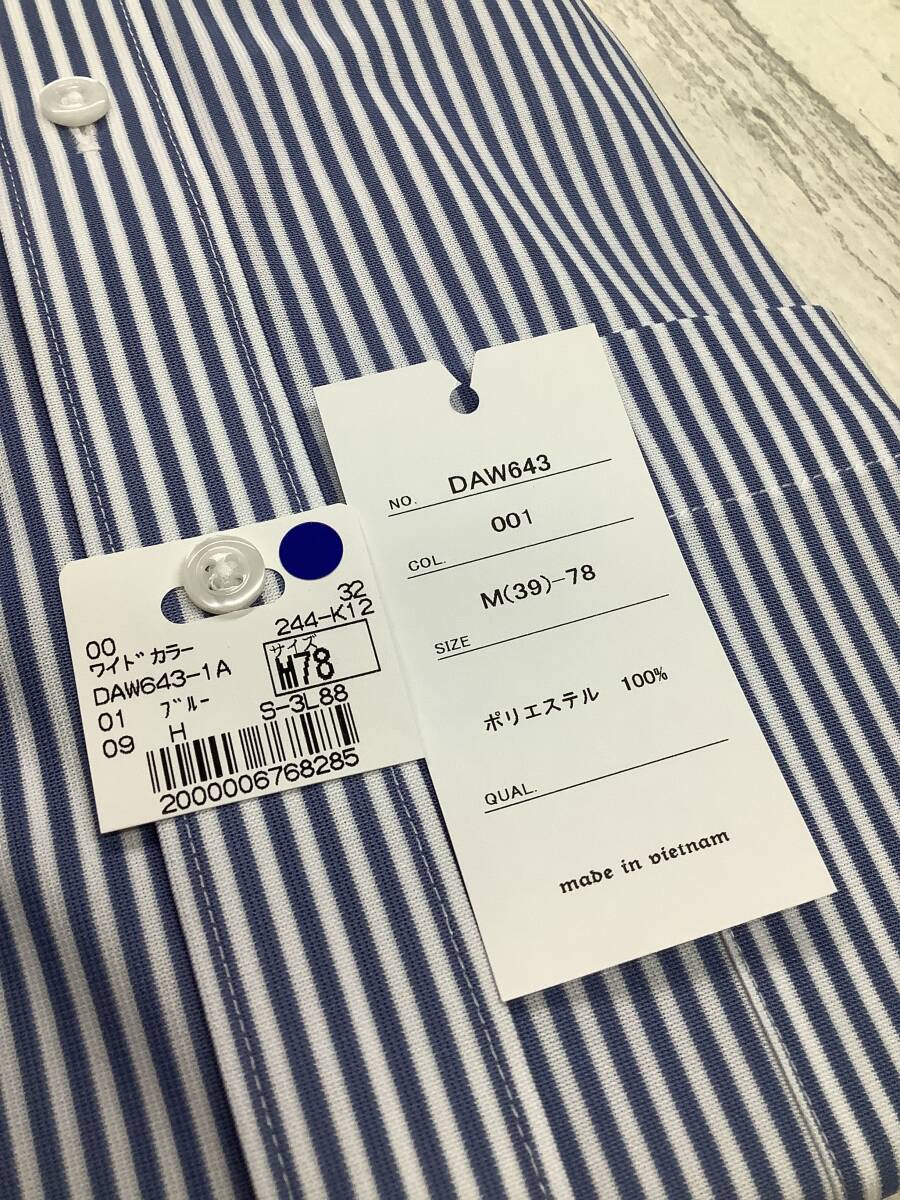 NO. DAW643
COL. 001
SIZE M(39)-78
ポリエステル 100%
QUAL.
made in vietnam
32
00 244-K12
ワイドカラー サイズ
DAW643-1A M78
01 ブルー S-3L88
09 H
2000006768285